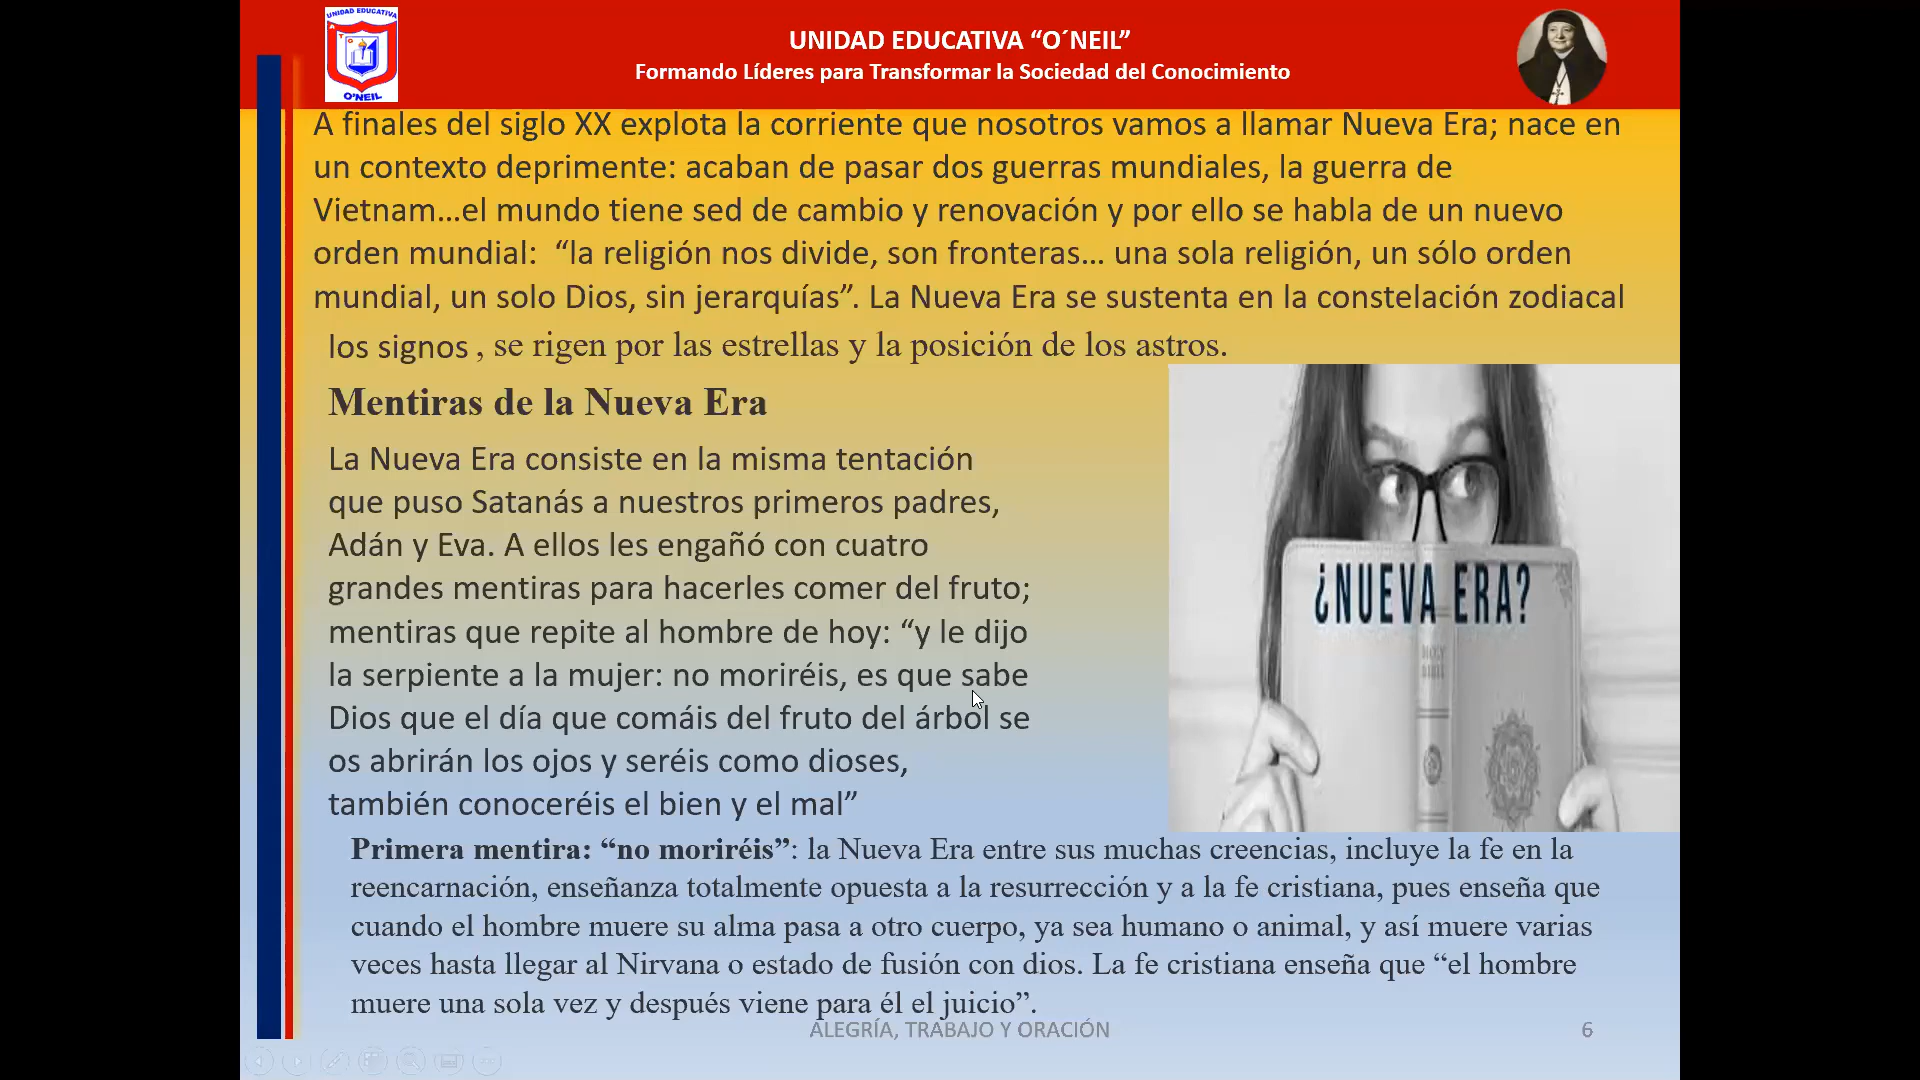 UNIDAD EDUCATIVA
A T O
O'NEIL
UNIDAD EDUCATIVA “O´NEIL”
Formando Líderes para Transformar la Sociedad del Conocimiento
A finales del siglo XX explota la corriente que nosotros vamos a llamar Nueva Era; nace en
un contexto deprimente: acaban de pasar dos guerras mundiales, la guerra de
Vietnam…el mundo tiene sed de cambio y renovación y por ello se habla de un nuevo
orden mundial:  “la religión nos divide, son fronteras… una sola religión, un sólo orden
mundial, un solo Dios, sin jerarquías”. La Nueva Era se sustenta en la constelación zodiacal
los signos , se rigen por las estrellas y la posición de los astros.
Mentiras de la Nueva Era
La Nueva Era consiste en la misma tentación
que puso Satanás a nuestros primeros padres,
Adán y Eva. A ellos les engañó con cuatro
grandes mentiras para hacerles comer del fruto;
mentiras que repite al hombre de hoy: “y le dijo
la serpiente a la mujer: no moriréis, es que sabe
Dios que el día que comáis del fruto del árbol se
os abrirán los ojos y seréis como dioses,
también conoceréis el bien y el mal”
¿NUEVA ERA?
HOLY
BIBLE
Primera mentira: “no moriréis”: la Nueva Era entre sus muchas creencias, incluye la fe en la
reencarnación, enseñanza totalmente opuesta a la resurrección y a la fe cristiana, pues enseña que
cuando el hombre muere su alma pasa a otro cuerpo, ya sea humano o animal, y así muere varias
veces hasta llegar al Nirvana o estado de fusión con dios. La fe cristiana enseña que “el hombre
muere una sola vez y después viene para él el juicio”.
ALEGRÍA, TRABAJO Y ORACIÓN
6